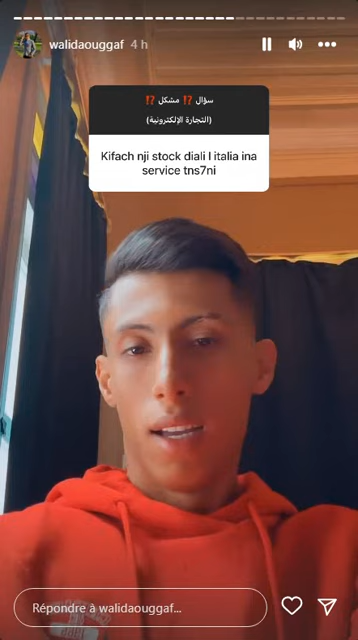 walidaouggaf 4 h
سؤال ⁉️ مشكل ⁉️
(التجارة الإلكترونية)
Kifach nji stock diali l italia ina
service tns7ni
Répondre à walidaouggaf...